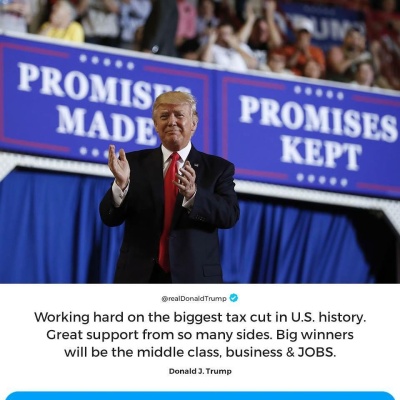 JOBS!
PROMISES
MADE
PROMISES
KEPT
@realDonaldTrump
Working hard on the biggest tax cut in U.S. history.
Great support from so many sides. Big winners
will be the middle class, business & JOBS.
Donald J. Trump